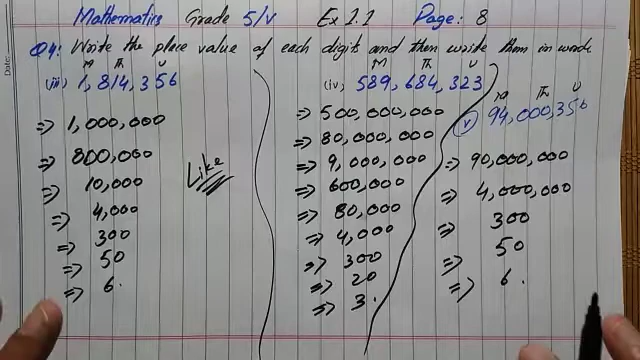 Mathematics Grade 5/V Ex 1.1 Page: 8
Q4: Write the place value of each digits and then write them in words
M Th U
(iii) 1,814,356
=> 1,000,000
=> 800,000
=> 10,000
=> 4,000
=> 300
=> 50
=> 6.
Like
M Th U
(iv) 589,684,323
=> 500,000,000
=> 80,000,000
=> 9,000,000
=> 600,000
=> 80,000
=> 4,000
=> 300
=> 20
=> 3.
M Th U
(v) 94,000,356
=> 90,000,000
=> 4,000,000
=> 300
=> 50
=> 6.
Date: